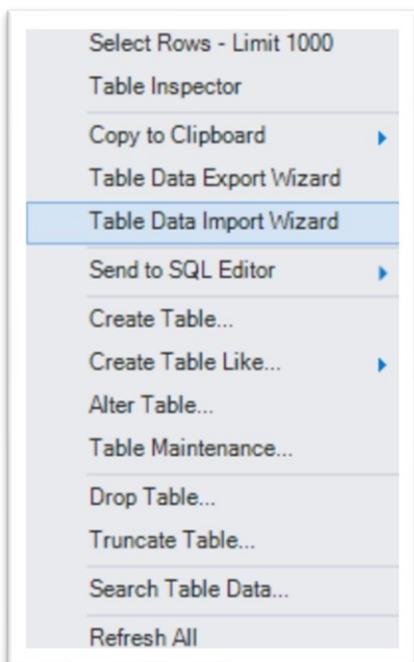 Select Rows - Limit 1000
Table Inspector
Copy to Clipboard
Table Data Export Wizard
Table Data Import Wizard
Send to SQL Editor
Create Table...
Create Table Like...
Alter Table...
Table Maintenance...
Drop Table...
Truncate Table...
Search Table Data...
Refresh All